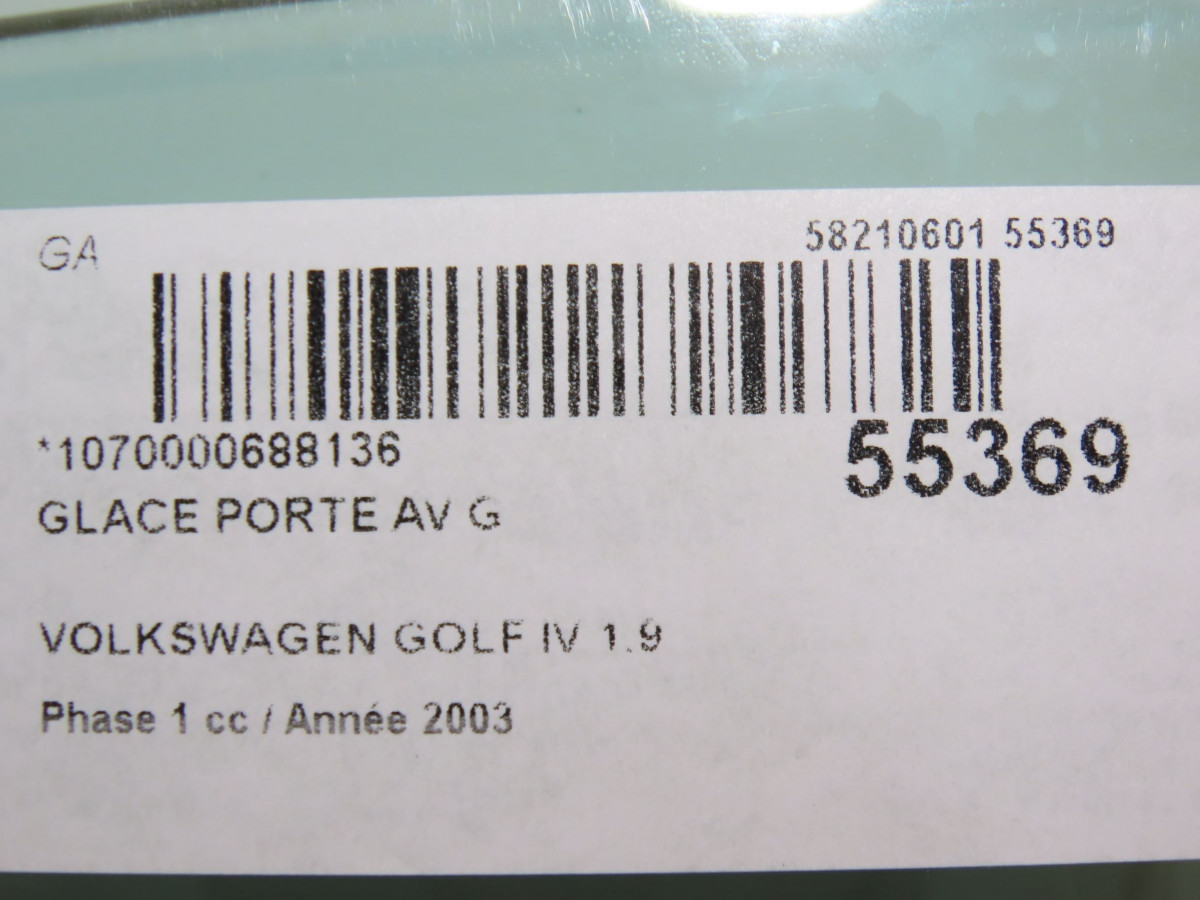 GA
58210601 55369
*1070000688136
55369
GLACE PORTE AV G
VOLKSWAGEN GOLF IV 1.9
Phase 1 cc / Année 2003